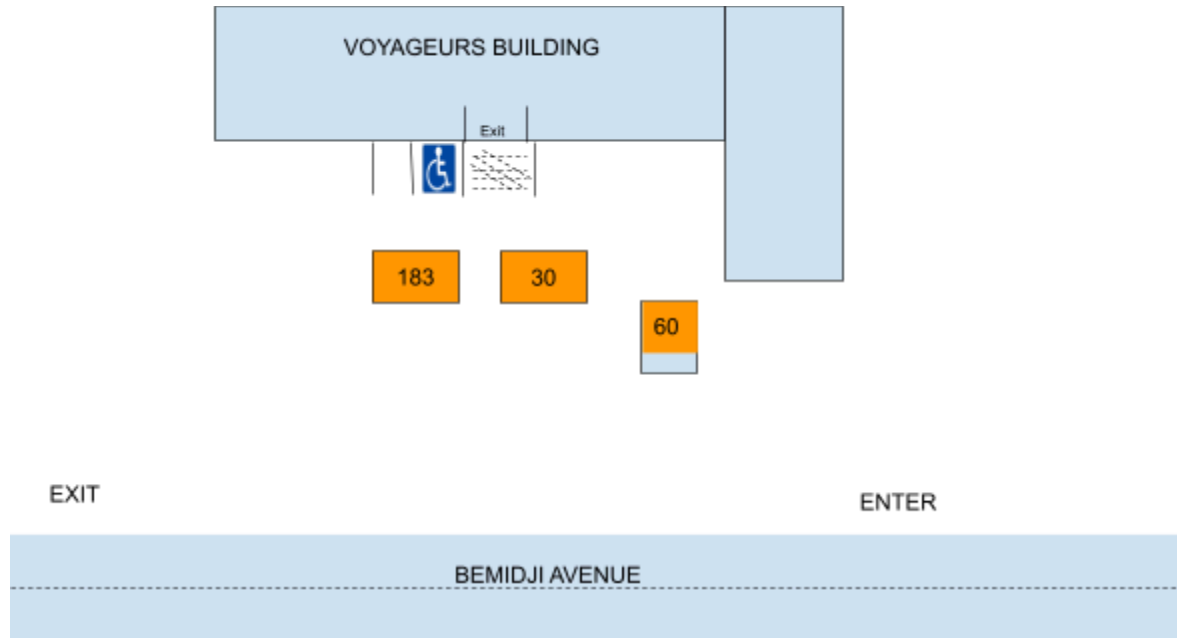 VOYAGEURS BUILDING
Exit
183
30
60
EXIT
ENTER
BEMIDJI AVENUE